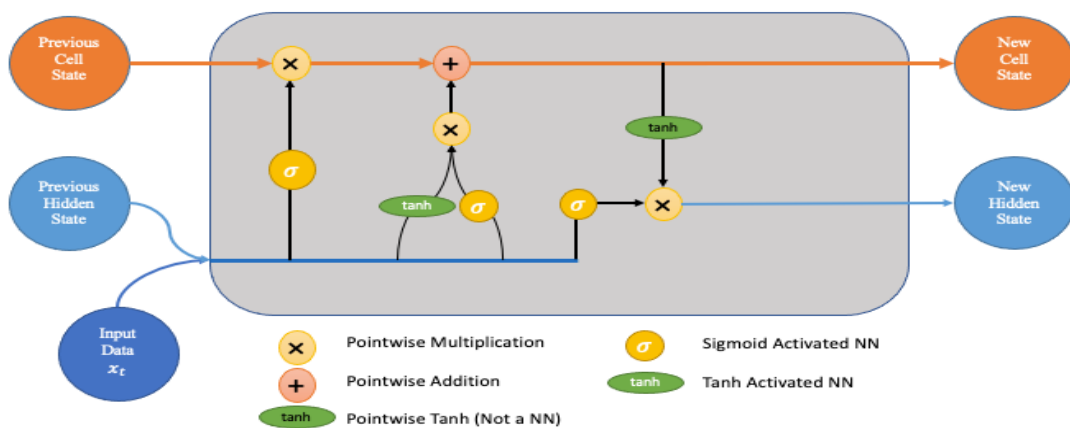 Previous
Cell
State
New
Cell
State
×
+
×
tanh
σ
Previous
Hidden
State
New
Hidden
State
tanh
σ
σ
×
Input
Data
x_t
× Pointwise Multiplication
σ Sigmoid Activated NN
+ Pointwise Addition
tanh Tanh Activated NN
tanh Pointwise Tanh (Not a NN)